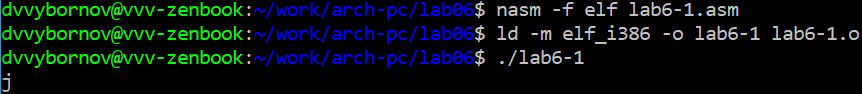 dvvybornov@vvv-zenbook:~/work/arch-pc/lab06$ nasm -f elf lab6-1.asm
dvvybornov@vvv-zenbook:~/work/arch-pc/lab06$ ld -m elf_i386 -o lab6-1 lab6-1.o
dvvybornov@vvv-zenbook:~/work/arch-pc/lab06$ ./lab6-1
j